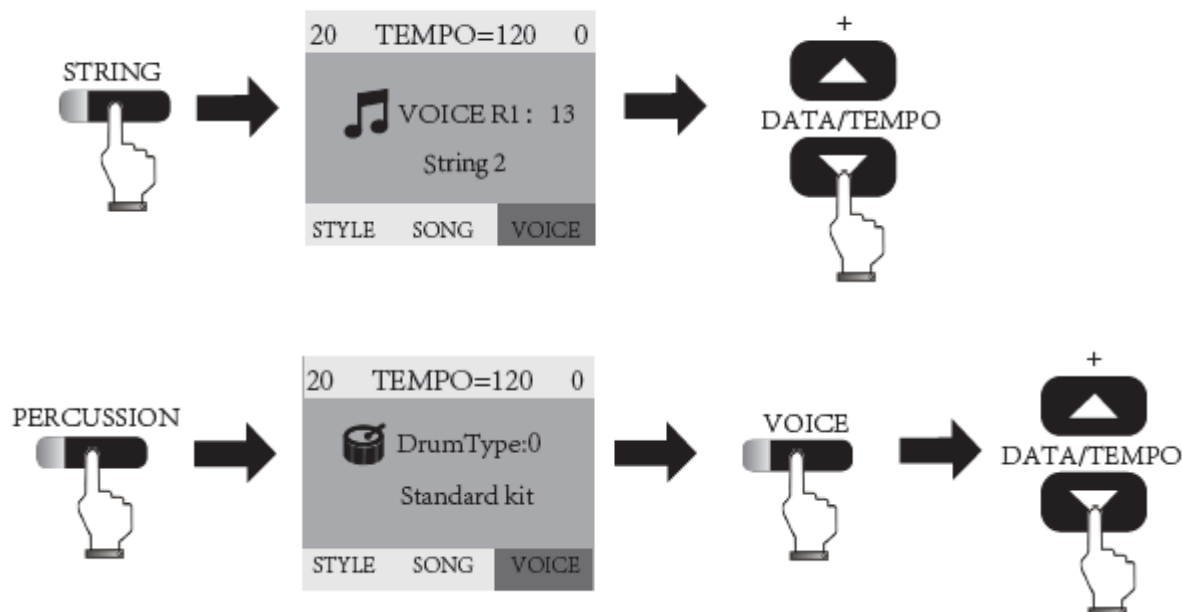 STRING
20 TEMPO=120 0
VOICE R1: 13
String 2
STYLE SONG VOICE
+
DATA/TEMPO
PERCUSSION
20 TEMPO=120 0
DrumType:0
Standard kit
STYLE SONG VOICE
VOICE
+
DATA/TEMPO